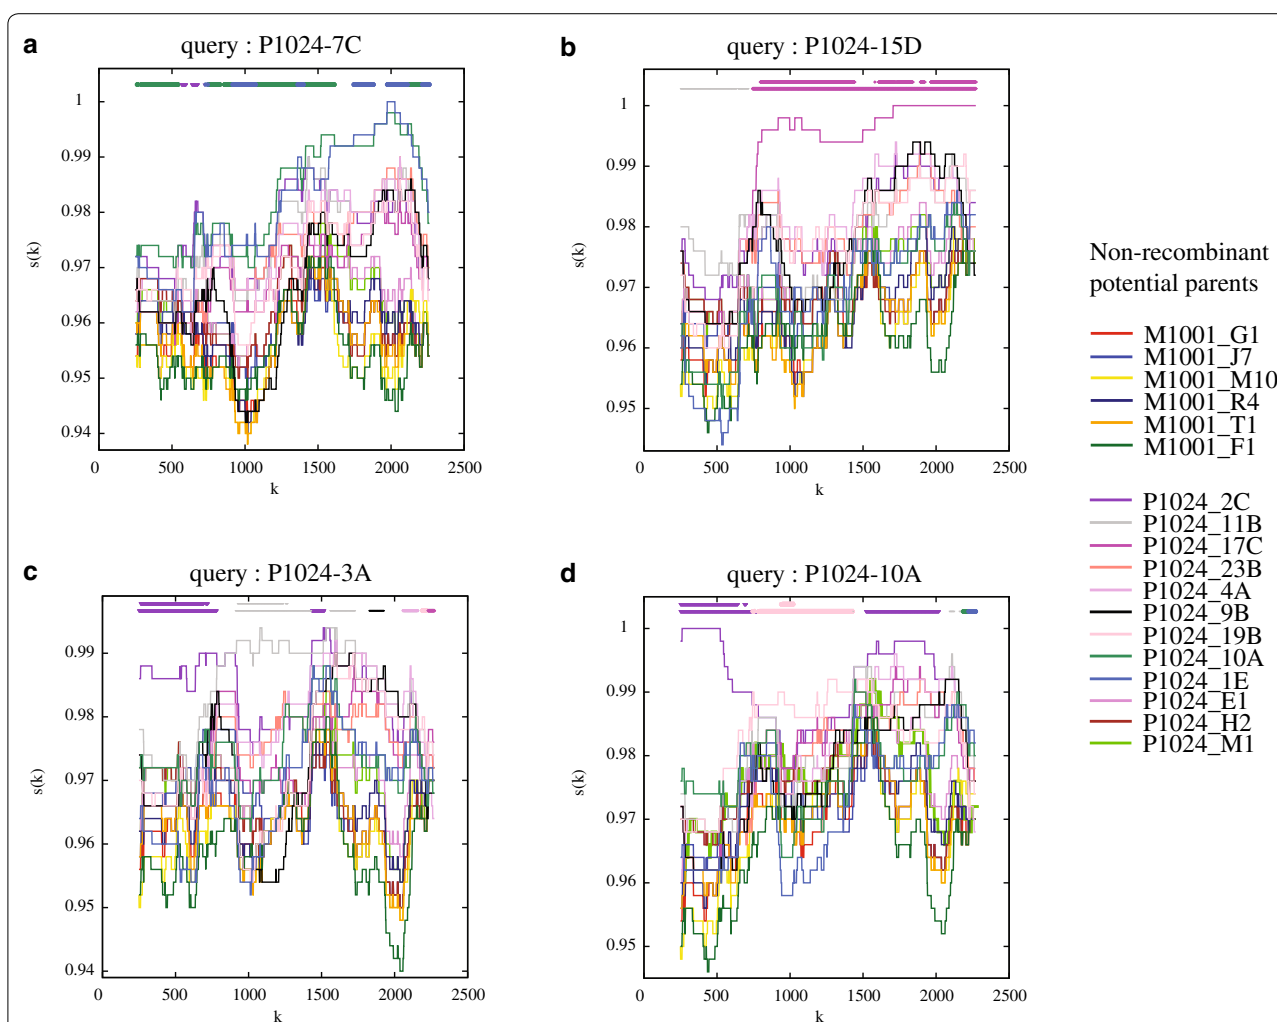 a query : P1024-7C
1
0.99
0.98
0.97
0.96
0.95
0.94
s(k)
0 500 1000 1500 2000 2500
k
b query : P1024-15D
1
0.99
0.98
0.97
0.96
0.95
s(k)
0 500 1000 1500 2000 2500
k
c query : P1024-3A
0.99
0.98
0.97
0.96
0.95
0.94
s(k)
0 500 1000 1500 2000 2500
k
d query : P1024-10A
1
0.99
0.98
0.97
0.96
0.95
s(k)
0 500 1000 1500 2000 2500
k
Non-recombinant
potential parents
M1001_G1
M1001_J7
M1001_M10
M1001_R4
M1001_T1
M1001_F1
P1024_2C
P1024_11B
P1024_17C
P1024_23B
P1024_4A
P1024_9B
P1024_19B
P1024_10A
P1024_1E
P1024_E1
P1024_H2
P1024_M1